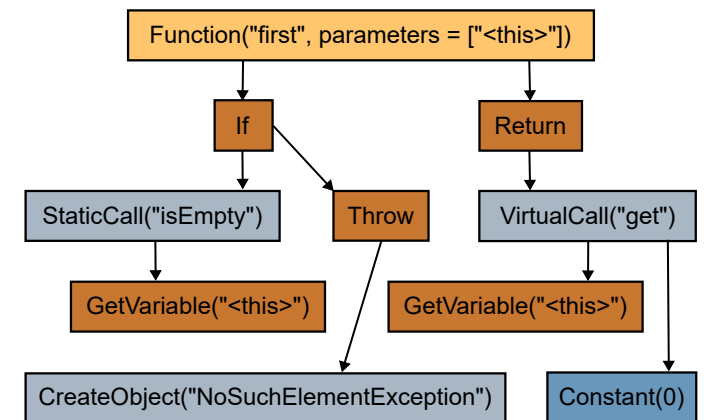 Function("first", parameters = ["<this>"])
If
Return
StaticCall("isEmpty")
Throw
VirtualCall("get")
GetVariable("<this>")
GetVariable("<this>")
CreateObject("NoSuchElementException")
Constant(0)